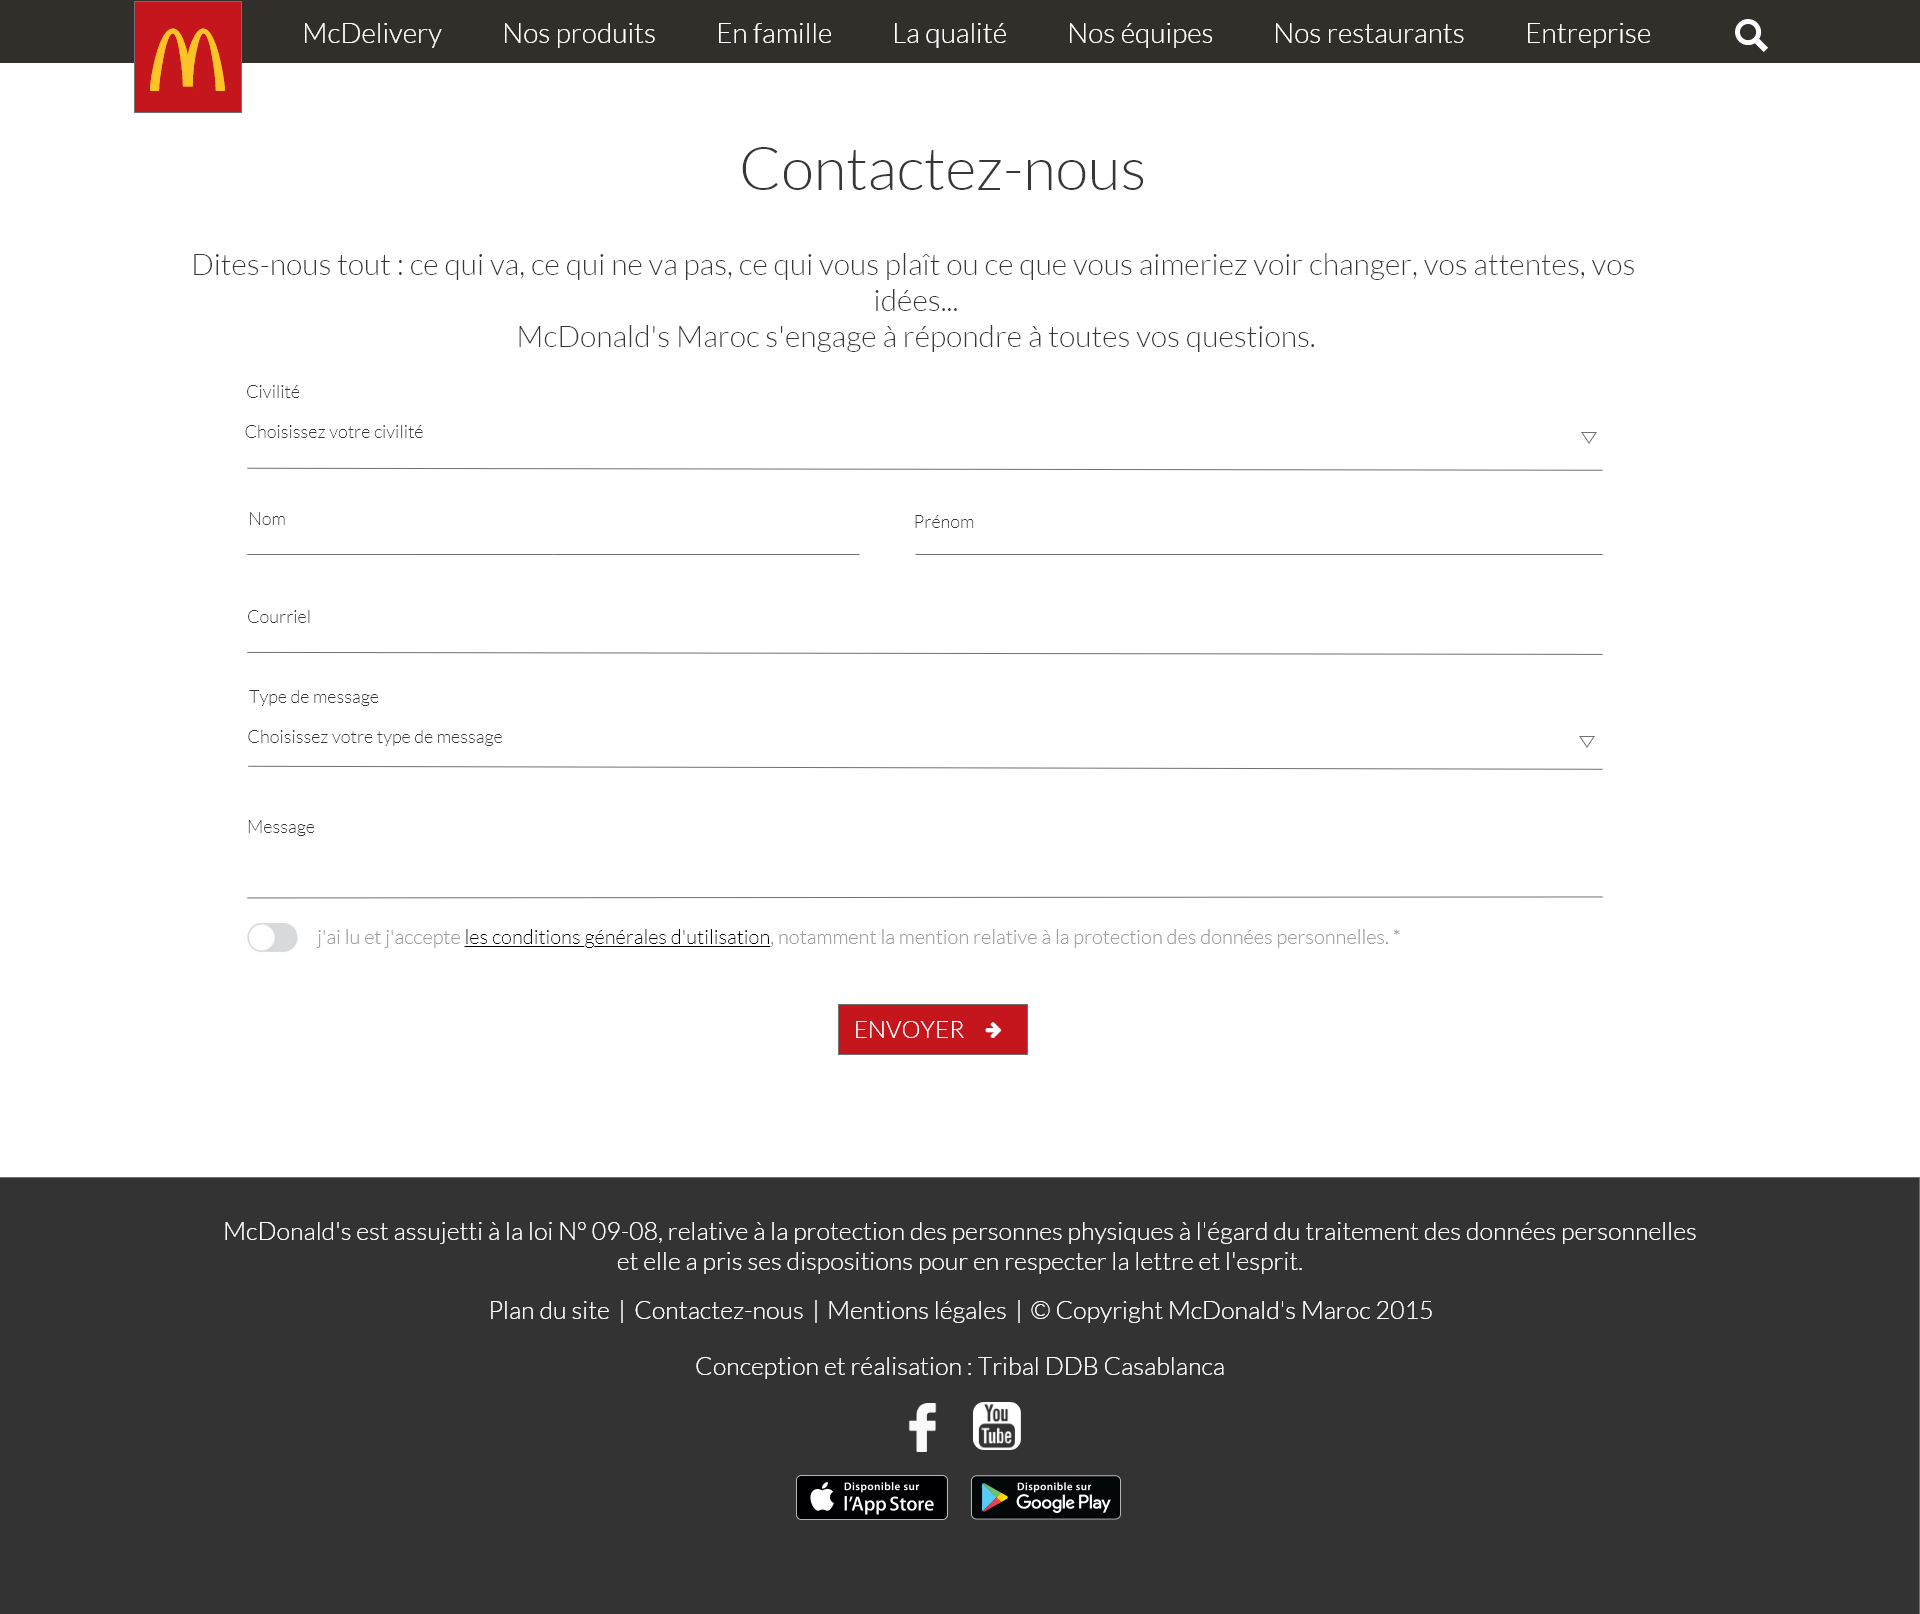 McDelivery Nos produits En famille La qualité Nos équipes Nos restaurants Entreprise
Contactez-nous
Dites-nous tout : ce qui va, ce qui ne va pas, ce qui vous plaît ou ce que vous aimeriez voir changer, vos attentes, vos
idées...
McDonald's Maroc s'engage à répondre à toutes vos questions.
Civilité
Choisissez votre civilité
Nom
Prénom
Courriel
Type de message
Choisissez votre type de message
Message
j'ai lu et j'accepte les conditions générales d'utilisation, notamment la mention relative à la protection des données personnelles. *
ENVOYER
McDonald's est assujetti à la loi N° 09-08, relative à la protection des personnes physiques à l'égard du traitement des données personnelles
et elle a pris ses dispositions pour en respecter la lettre et l'esprit.
Plan du site | Contactez-nous | Mentions légales | © Copyright McDonald's Maroc 2015
Conception et réalisation : Tribal DDB Casablanca
You
Tube
Disponible sur
l'App Store
Disponible sur
Google Play